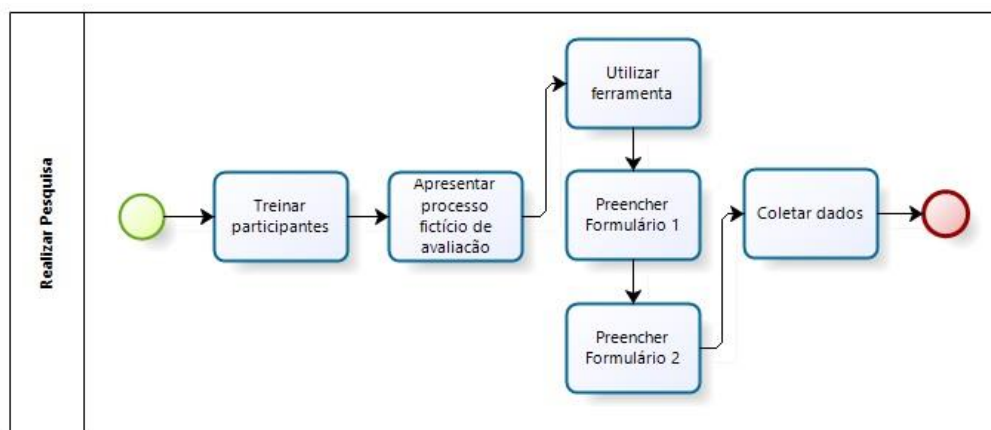 Realizar Pesquisa
Treinar
participantes
Apresentar
processo
fictício de
avaliacão
Utilizar
ferramenta
Preencher
Formulário 1
Preencher
Formulário 2
Coletar dados